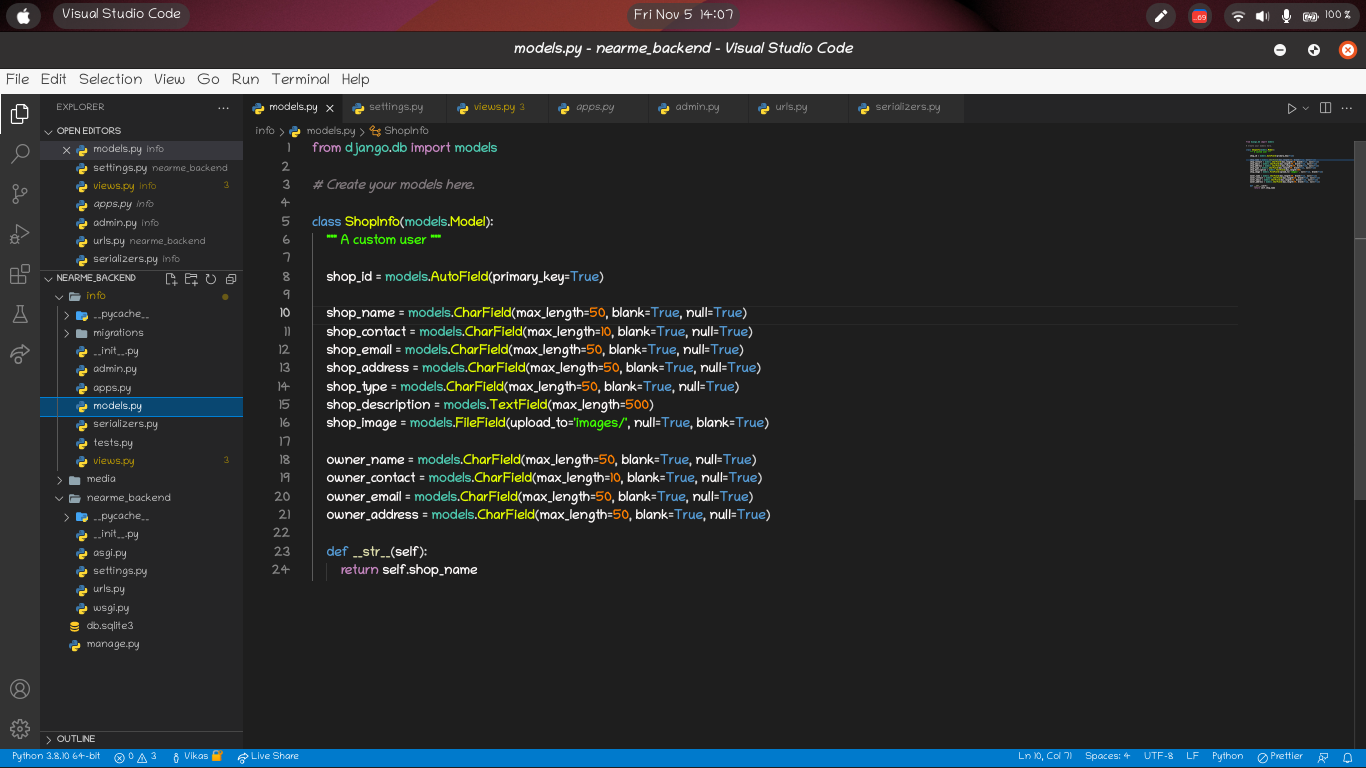 Visual Studio Code
Fri Nov 5 14:07
..69
100 %
models.py - nearme_backend - Visual Studio Code
File Edit Selection View Go Run Terminal Help
EXPLORER
models.py
settings.py
views.py 3
apps.py
admin.py
urls.py
serializers.py
OPEN EDITORS
models.py info
settings.py nearme_backend
views.py info 3
apps.py info
admin.py info
urls.py nearme_backend
serializers.py info
NEARME_BACKEND
info
__pycache__
migrations
__init__.py
admin.py
apps.py
models.py
serializers.py
tests.py
views.py 3
media
nearme_backend
__pycache__
__init__.py
asgi.py
settings.py
urls.py
wsgi.py
db.sqlite3
manage.py
OUTLINE
info > models.py > ShopInfo
1 from django.db import models
2
3 # Create your models here.
4
5 class ShopInfo(models.Model):
6 """ A custom user """
7
8 shop_id = models.AutoField(primary_key=True)
9
10 shop_name = models.CharField(max_length=50, blank=True, null=True)
11 shop_contact = models.CharField(max_length=10, blank=True, null=True)
12 shop_email = models.CharField(max_length=50, blank=True, null=True)
13 shop_address = models.CharField(max_length=50, blank=True, null=True)
14 shop_type = models.CharField(max_length=50, blank=True, null=True)
15 shop_description = models.TextField(max_length=500)
16 shop_image = models.FileField(upload_to='images/', null=True, blank=True)
17
18 owner_name = models.CharField(max_length=50, blank=True, null=True)
19 owner_contact = models.CharField(max_length=10, blank=True, null=True)
20 owner_email = models.CharField(max_length=50, blank=True, null=True)
21 owner_address = models.CharField(max_length=50, blank=True, null=True)
22
23 def __str__(self):
24 return self.shop_name
Python 3.8.10 64-bit 0 3 Vikas Live Share
Ln 10, Col 71 Spaces: 4 UTF-8 LF Python Prettier